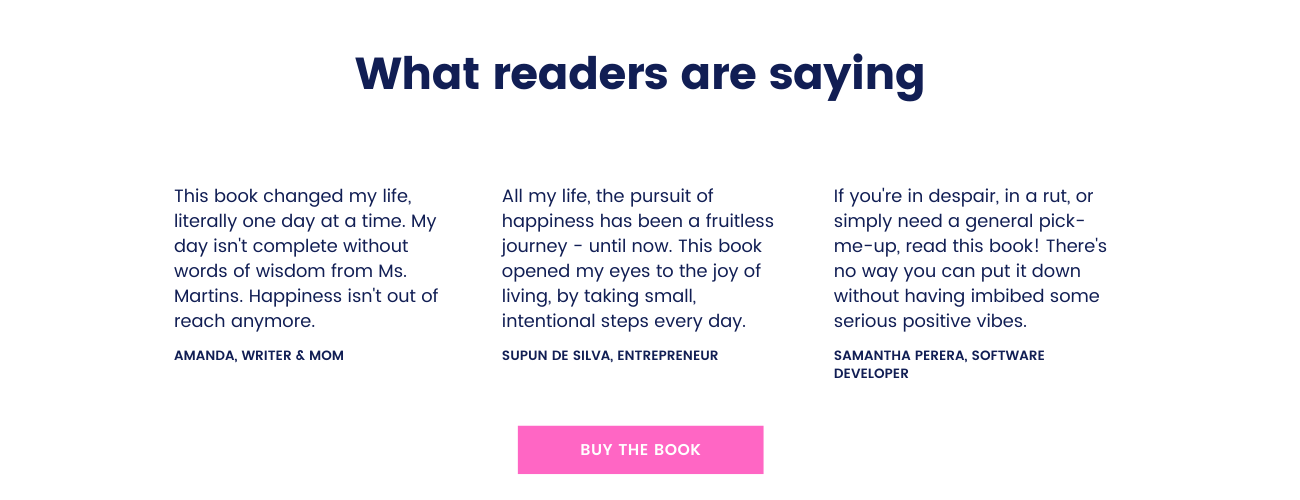 What readers are saying
This book changed my life,
literally one day at a time. My
day isn't complete without
words of wisdom from Ms.
Martins. Happiness isn't out of
reach anymore.
AMANDA, WRITER & MOM
All my life, the pursuit of
happiness has been a fruitless
journey - until now. This book
opened my eyes to the joy of
living, by taking small,
intentional steps every day.
SUPUN DE SILVA, ENTREPRENEUR
If you're in despair, in a rut, or
simply need a general pick-
me-up, read this book! There's
no way you can put it down
without having imbibed some
serious positive vibes.
SAMANTHA PERERA, SOFTWARE
DEVELOPER
BUY THE BOOK